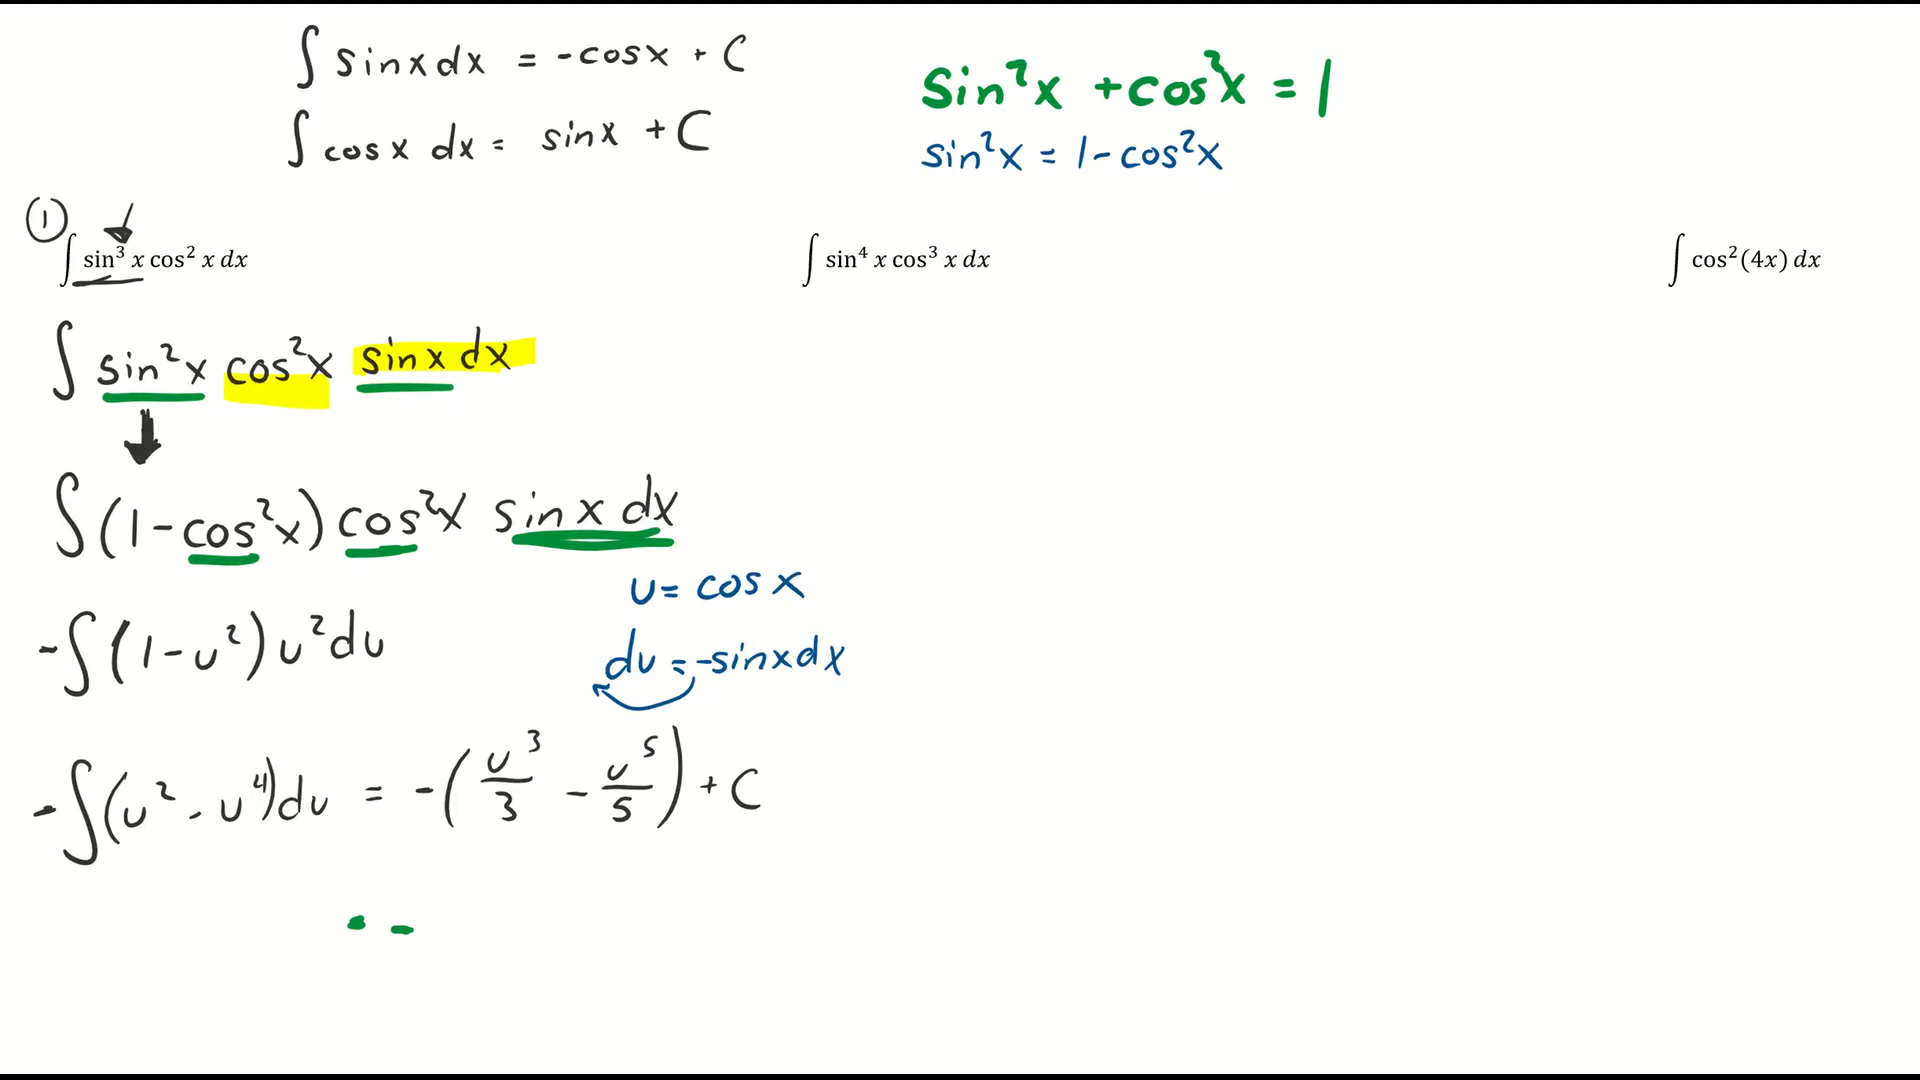 ∫ sinx dx = -cosx + C
∫ cosx dx = sinx + C
sin²x + cos²x = 1
sin²x = 1 - cos²x
①
∫ sin³ x cos² x dx
∫ sin⁴ x cos³ x dx
∫ cos² (4x) dx
∫ sin²x cos²x sinx dx
∫ (1 - cos²x) cos²x sinx dx
u = cos x
-∫ (1 - u²) u² du
du = -sinx dx
-∫ (u² - u⁴) du = -(u³/3 - u⁵/5) + C